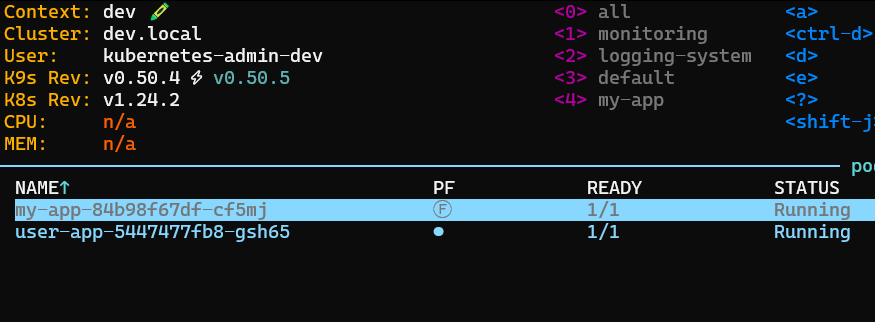 Context: dev <0> all <a>
Cluster: dev.local <1> monitoring <ctrl-d>
User: kubernetes-admin-dev <2> logging-system <d>
K9s Rev: v0.50.4 ⚡ v0.50.5 <3> default <e>
K8s Rev: v1.24.2 <4> my-app <?>
CPU: n/a <shift-j
MEM: n/a
po
NAME↑ PF READY STATUS
my-app-84b98f67df-cf5mj Ⓕ 1/1 Running
user-app-5447477fb8-gsh65 ● 1/1 Running